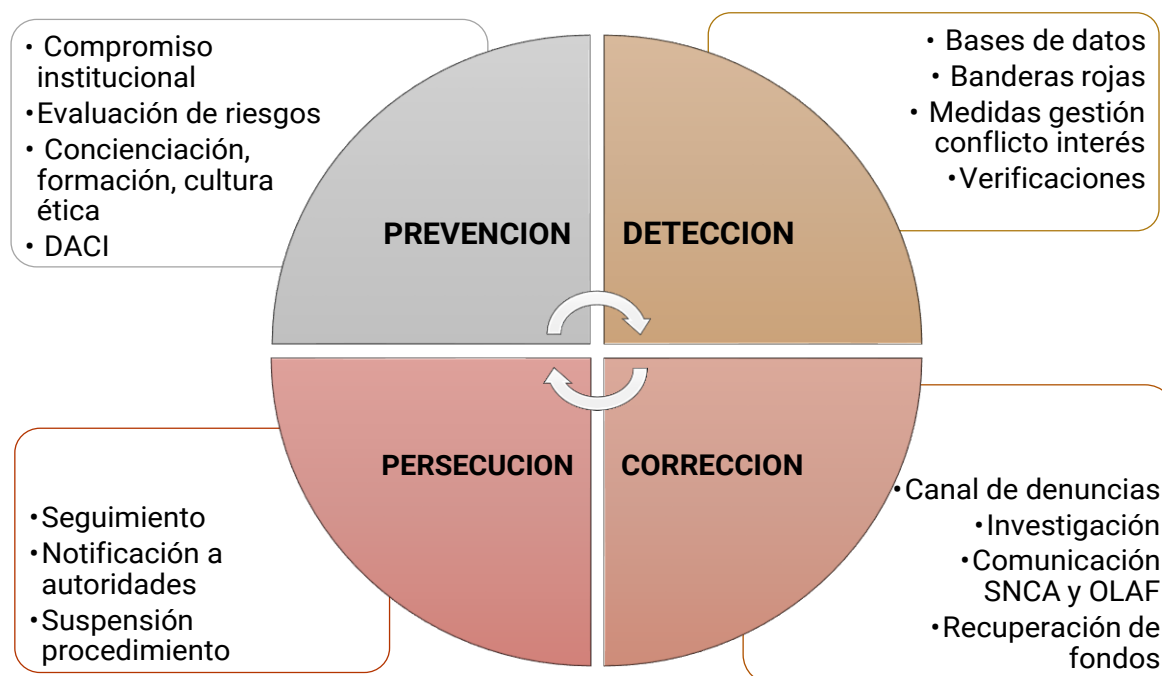 • Compromiso
institucional
•Evaluación de riesgos
• Concienciación,
formación, cultura
ética
• DACI
• Bases de datos
• Banderas rojas
• Medidas gestión
conflicto interés
•Verificaciones
PREVENCION
DETECCION
PERSECUCION
CORRECCION
•Seguimiento
•Notificación a
autoridades
•Suspensión
procedimiento
•Canal de denuncias
•Investigación
•Comunicación
SNCA y OLAF
•Recuperación de
fondos